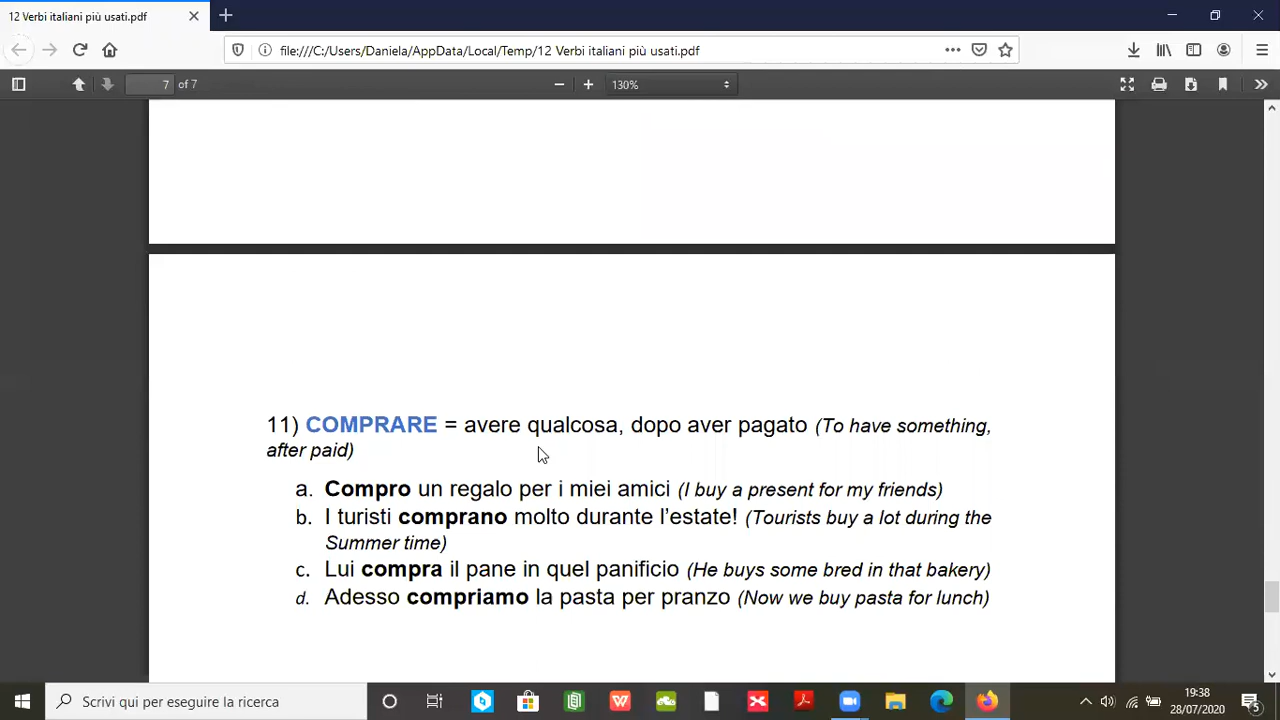 12 Verbi italiani più usati.pdf
file:///C:/Users/Daniela/AppData/Local/Temp/12 Verbi italiani più usati.pdf
7 of 7
130%
11) COMPRARE = avere qualcosa, dopo aver pagato (To have something,
after paid)
a. Compro un regalo per i miei amici (I buy a present for my friends)
b. I turisti comprano molto durante l'estate! (Tourists buy a lot during the
Summer time)
c. Lui compra il pane in quel panificio (He buys some bred in that bakery)
d. Adesso compriamo la pasta per pranzo (Now we buy pasta for lunch)
Scrivi qui per eseguire la ricerca
19:38
28/07/2020
5